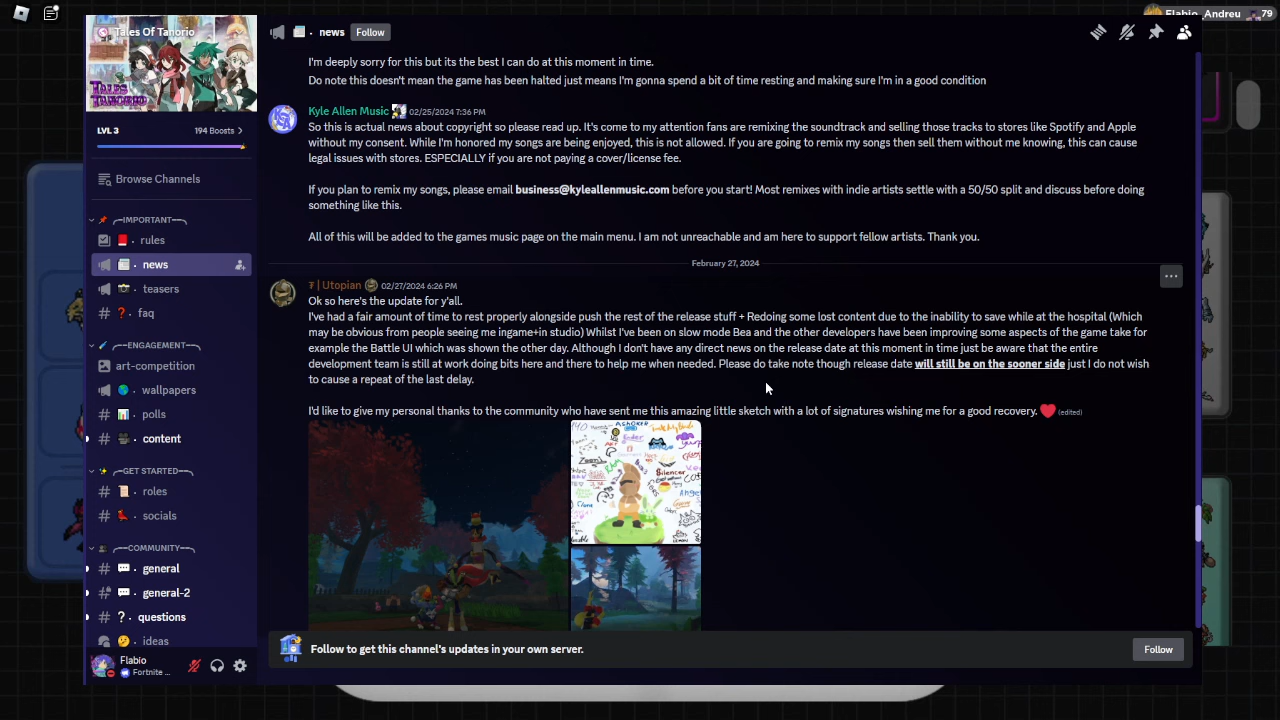 Flabio_Andreu
79
Tales Of Tanorio
TALES TANORIO
news
Follow
LVL 3
194 Boosts
Browse Channels
IMPORTANT
rules
news
teasers
faq
ENGAGEMENT
art-competition
wallpapers
polls
content
GET STARTED
roles
socials
COMMUNITY
general
general-2
questions
ideas
Flabio
Fortnite ...
I'm deeply sorry for this but its the best I can do at this moment in time.
Do note this doesn't mean the game has been halted just means I'm gonna spend a bit of time resting and making sure I'm in a good condition
Kyle Allen Music 02/25/2024 7:36 PM
So this is actual news about copyright so please read up. It's come to my attention fans are remixing the soundtrack and selling those tracks to stores like Spotify and Apple
without my consent. While I'm honored my songs are being enjoyed, this is not allowed. If you are going to remix my songs then sell them without me knowing, this can cause
legal issues with stores. ESPECIALLY if you are not paying a cover/license fee.
If you plan to remix my songs, please email business@kyleallenmusic.com before you start! Most remixes with indie artists settle with a 50/50 split and discuss before doing
something like this.
All of this will be added to the games music page on the main menu. I am not unreachable and am here to support fellow artists. Thank you.
February 27, 2024
₮ | Utopian 02/27/2024 6:26 PM
Ok so here's the update for y'all.
I've had a fair amount of time to rest properly alongside push the rest of the release stuff + Redoing some lost content due to the inability to save while at the hospital (Which
may be obvious from people seeing me ingame+in studio) Whilst I've been on slow mode Bea and the other developers have been improving some aspects of the game take for
example the Battle UI which was shown the other day. Although I don't have any direct news on the release date at this moment in time just be aware that the entire
development team is still at work doing bits here and there to help me when needed. Please do take note though release date will still be on the sooner side just I do not wish
to cause a repeat of the last delay.
I'd like to give my personal thanks to the community who have sent me this amazing little sketch with a lot of signatures wishing me for a good recovery. ❤️ (edited)
Silencer
Follow to get this channel's updates in your own server.
Follow